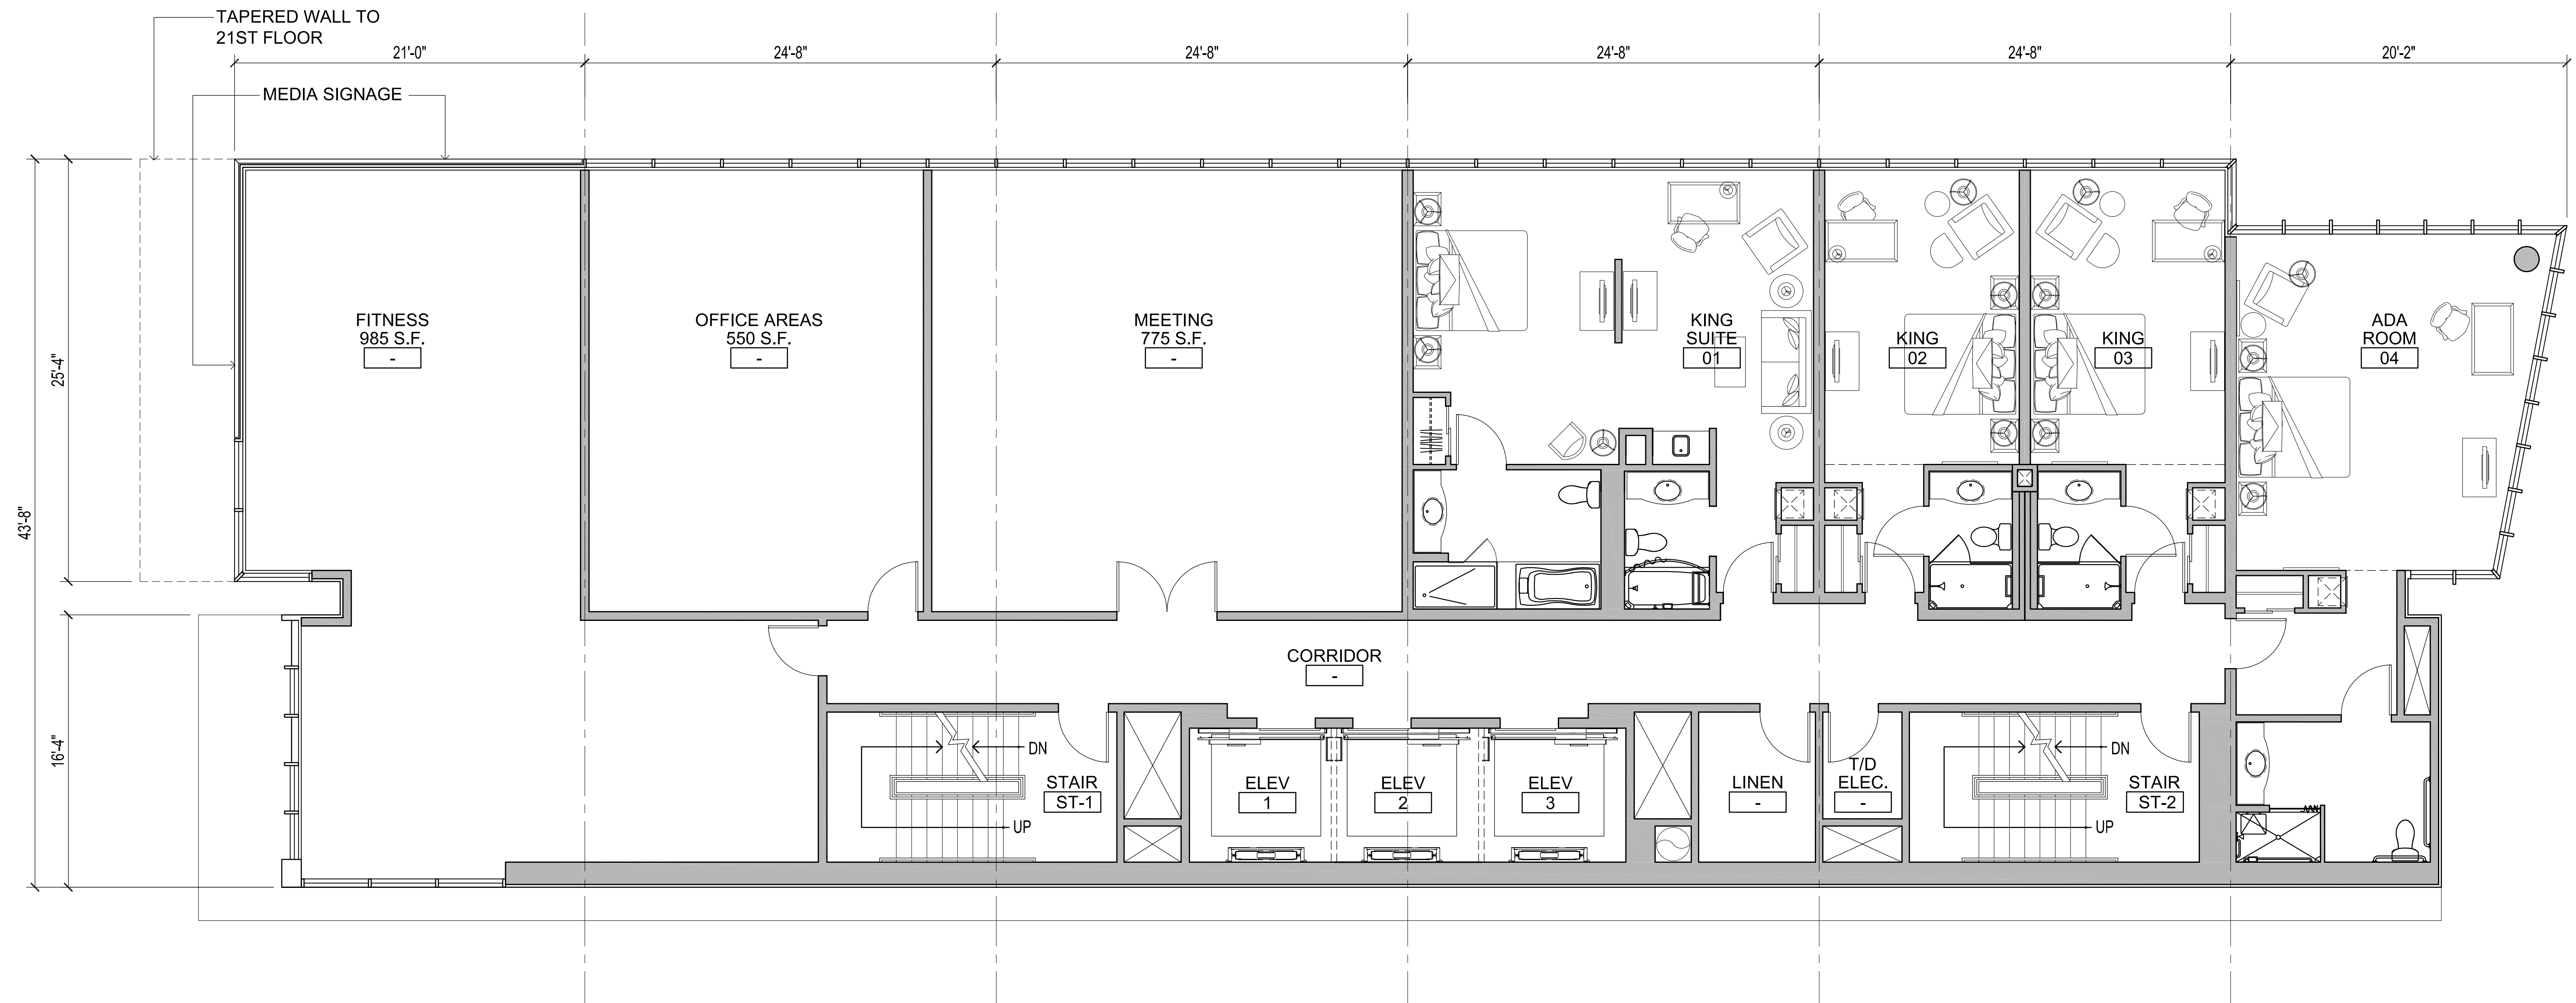 TAPERED WALL TO
21ST FLOOR
21'-0"
24'-8"
24'-8"
24'-8"
24'-8"
20'-2"
MEDIA SIGNAGE
25'-4"
43'-8"
16'-4"
FITNESS
985 S.F.
-
OFFICE AREAS
550 S.F.
-
MEETING
775 S.F.
-
KING
SUITE
01
KING
02
KING
03
ADA
ROOM
04
CORRIDOR
-
DN
UP
STAIR
ST-1
ELEV
1
ELEV
2
ELEV
3
LINEN
-
T/D
ELEC.
-
DN
UP
STAIR
ST-2